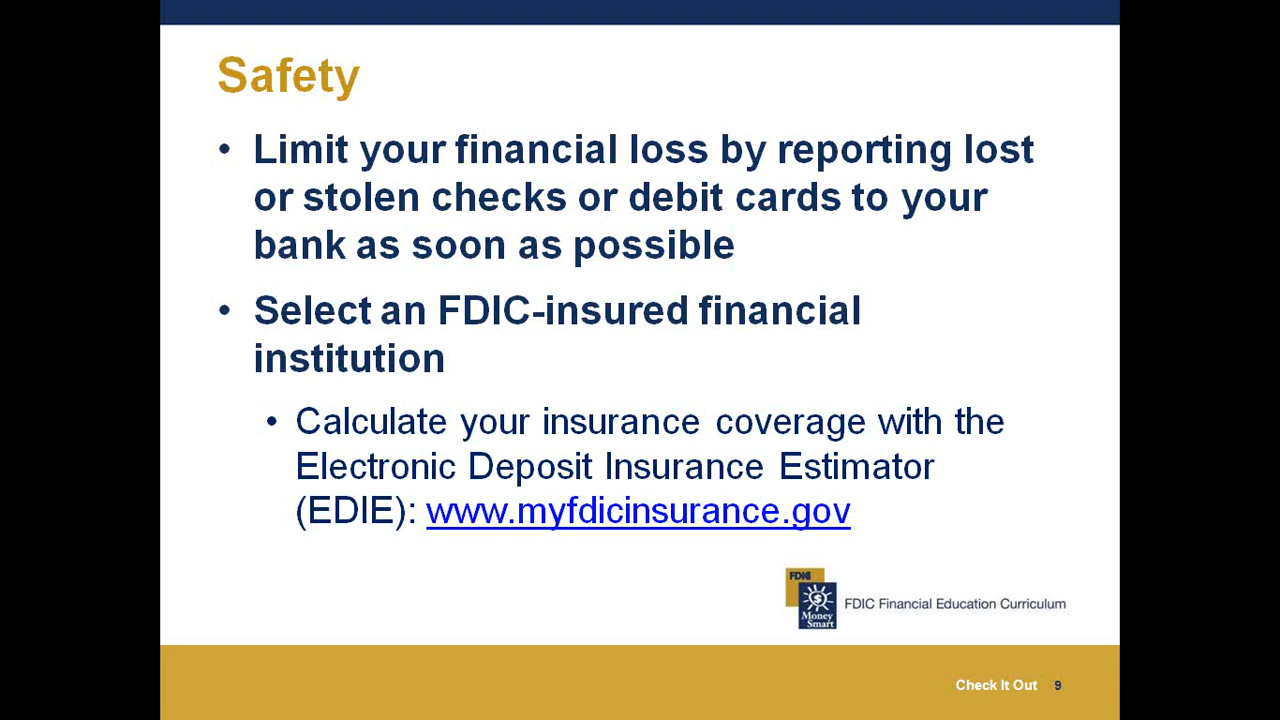 Safety
• Limit your financial loss by reporting lost
or stolen checks or debit cards to your
bank as soon as possible
• Select an FDIC-insured financial
institution
• Calculate your insurance coverage with the
Electronic Deposit Insurance Estimator
(EDIE): www.myfdicinsurance.gov
FDIC
Money
Smart
FDIC Financial Education Curriculum
Check It Out 9